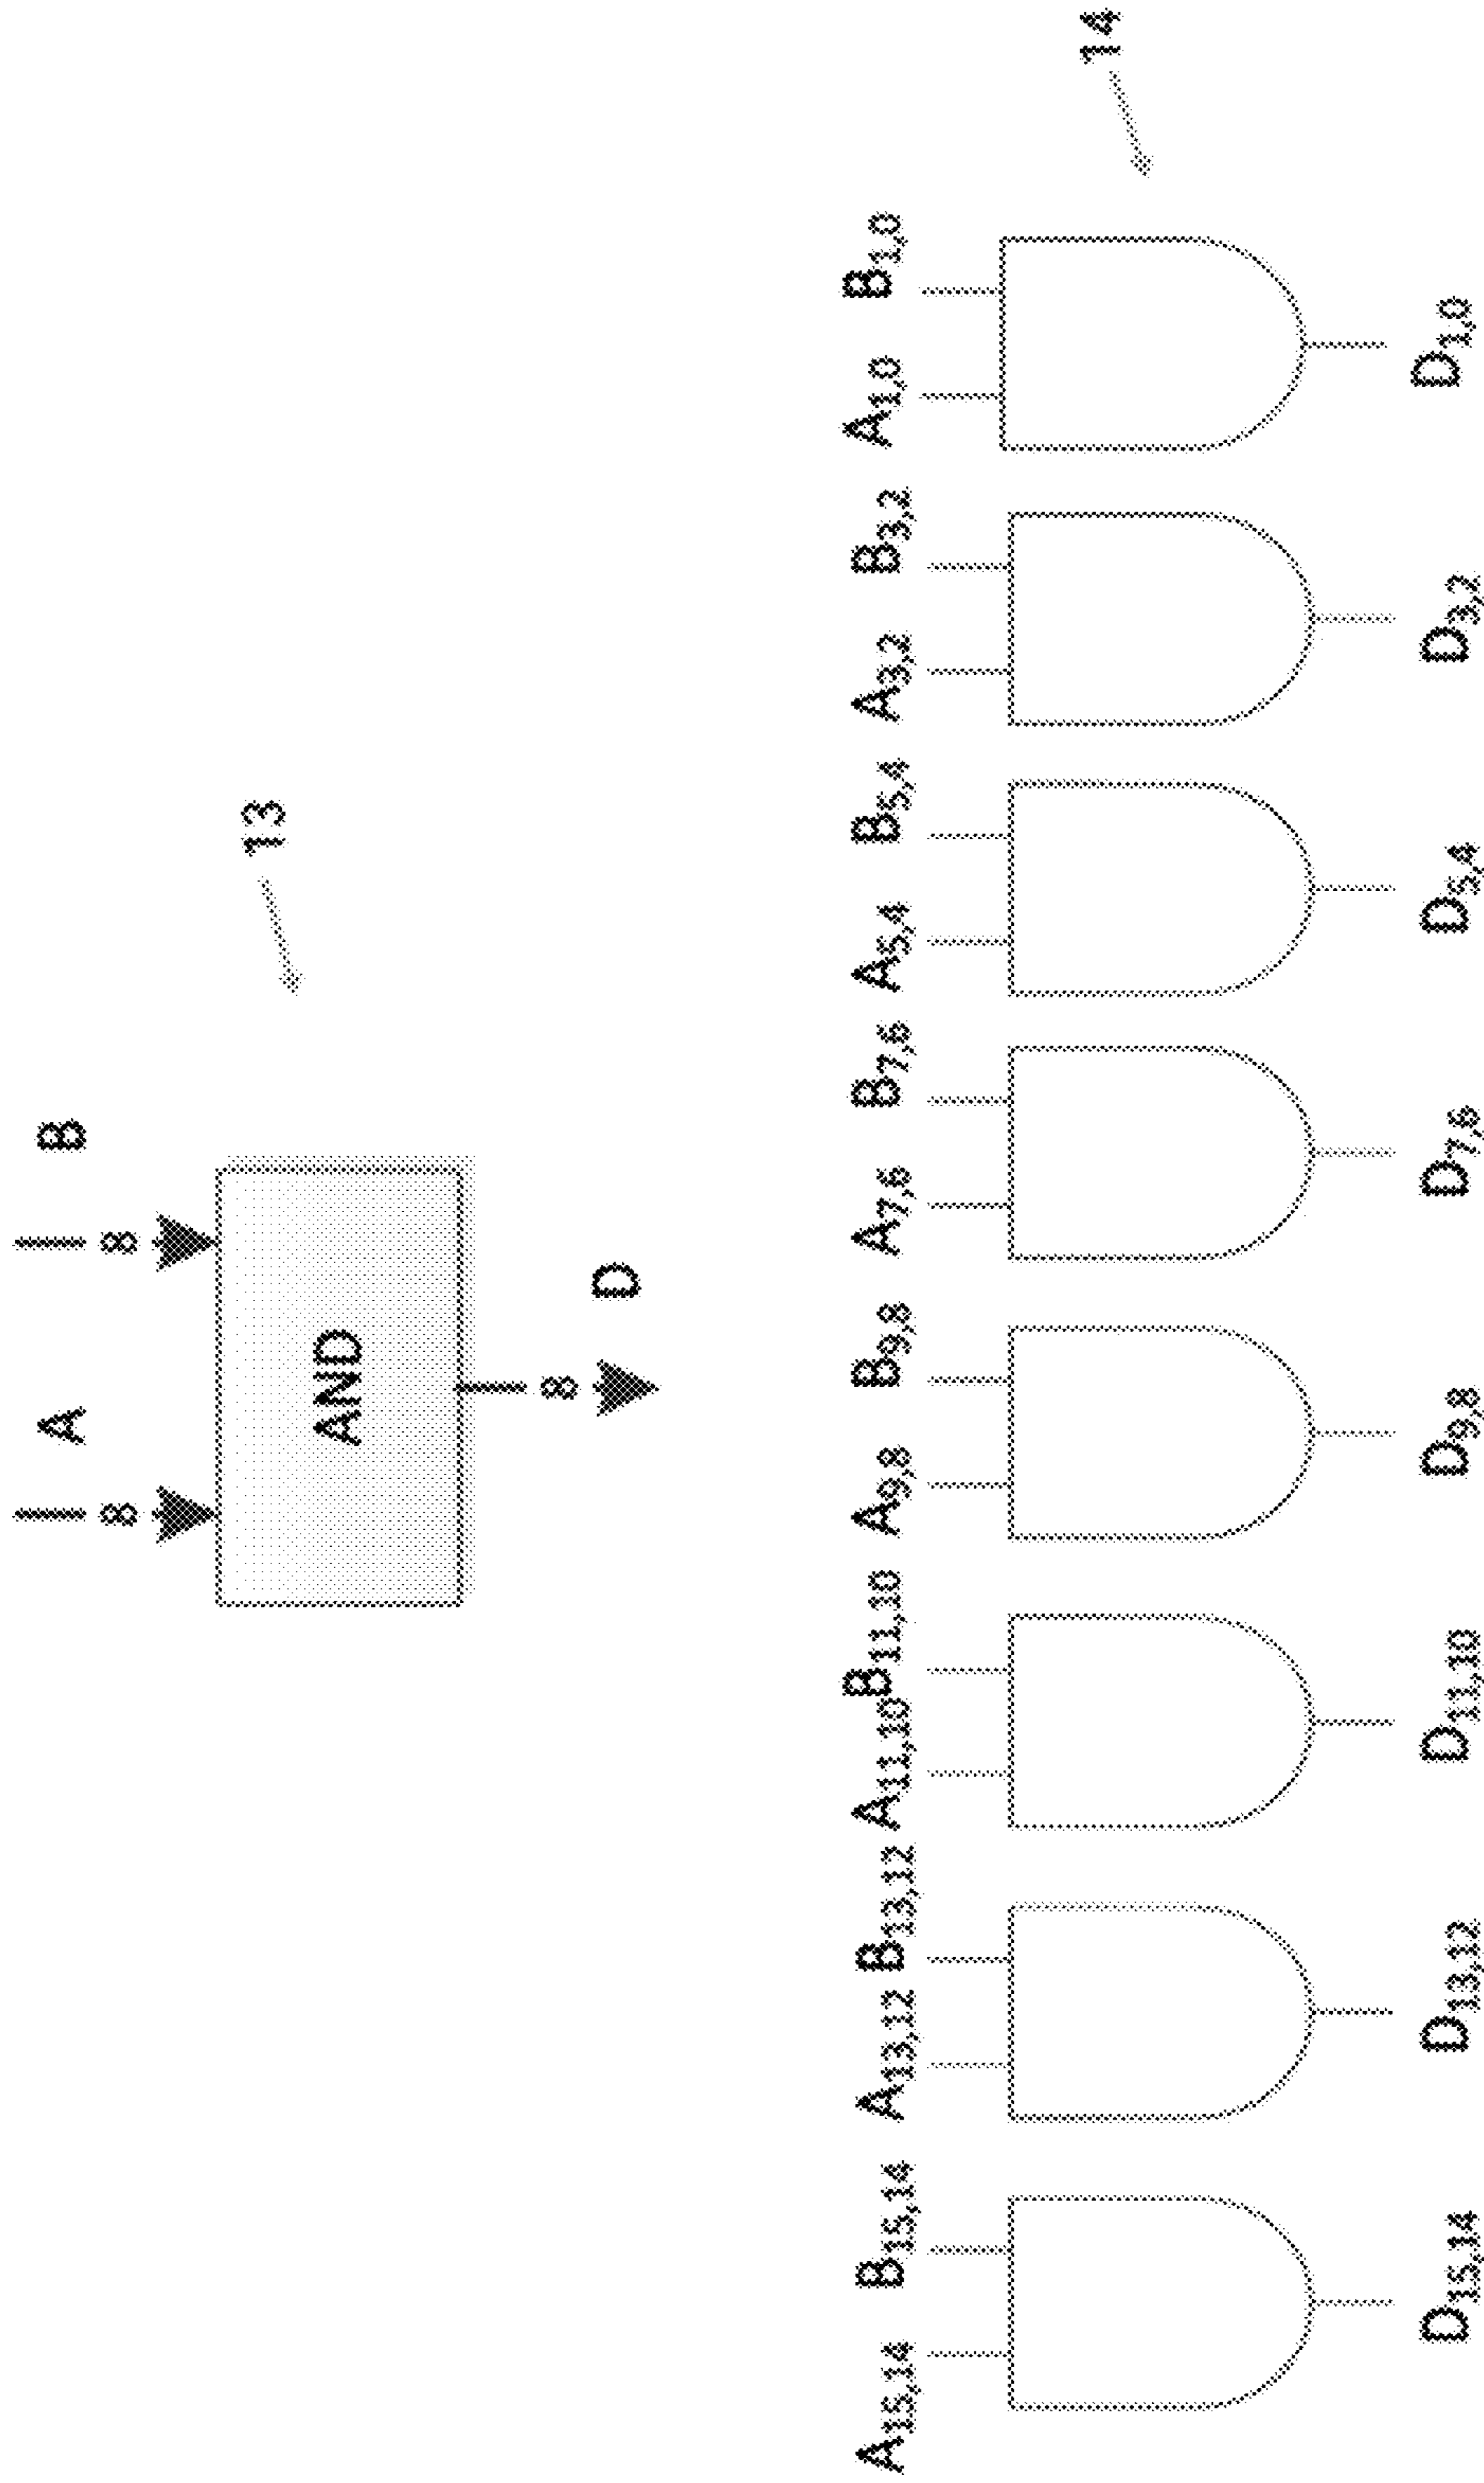 A B
8 8
13
AND
8
D
14
A15,14 B15,14 A13,12 B13,12 A11,10 B11,10 A9,8 B9,8 A7,6 B7,6 A5,4 B5,4 A3,2 B3,2 A1,0 B1,0
D15,14 D13,12 D11,10 D9,8 D7,6 D5,4 D3,2 D1,0